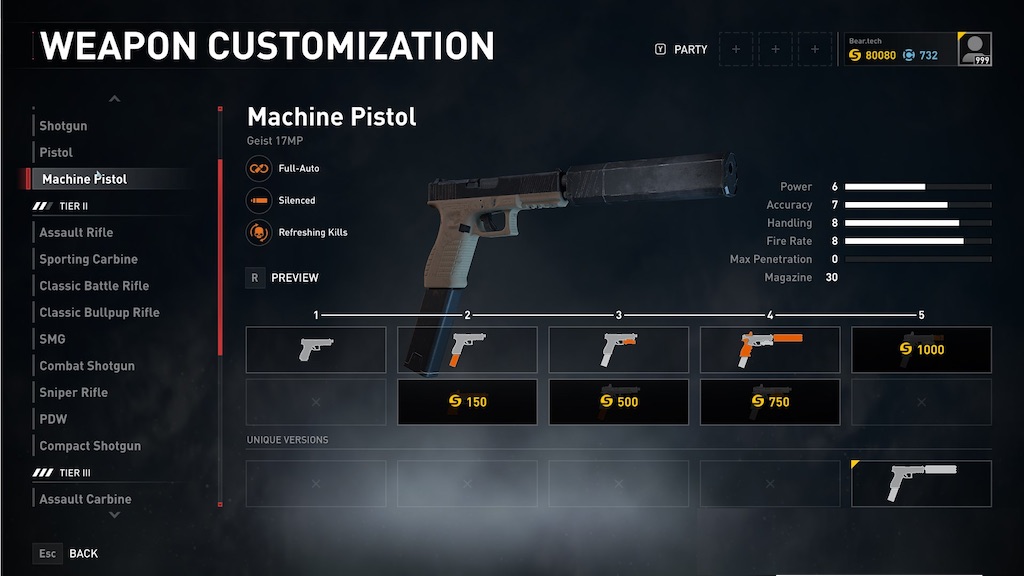 WEAPON CUSTOMIZATION
Y PARTY
Bear.tech
80080 732
999
Shotgun
Pistol
Machine Pistol
TIER II
Assault Rifle
Sporting Carbine
Classic Battle Rifle
Classic Bullpup Rifle
SMG
Combat Shotgun
Sniper Rifle
PDW
Compact Shotgun
TIER III
Assault Carbine
Machine Pistol
Geist 17MP
Full-Auto
Silenced
Refreshing Kills
R PREVIEW
Power 6
Accuracy 7
Handling 8
Fire Rate 8
Max Penetration 0
Magazine 30
1 2 3 4 5
1000
150 500 750
UNIQUE VERSIONS
Esc BACK